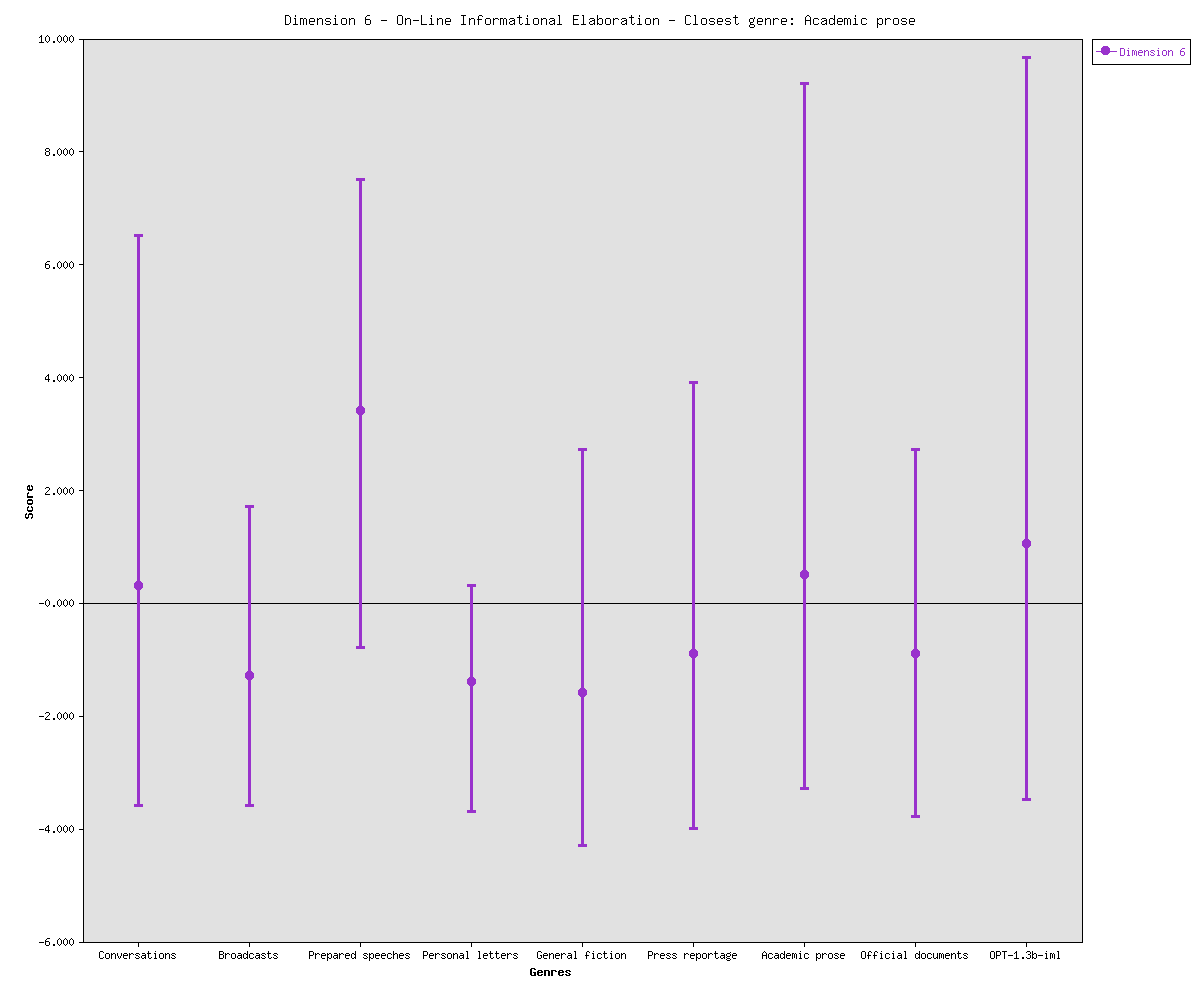 Dimension 6 - On-Line Informational Elaboration - Closest genre: Academic prose
Dimension 6
10.000
8.000
6.000
4.000
2.000
-0.000
-2.000
-4.000
-6.000
Score
Conversations Broadcasts Prepared speeches Personal letters General fiction Press reportage Academic prose Official documents OPT-1.3b-iml
Genres